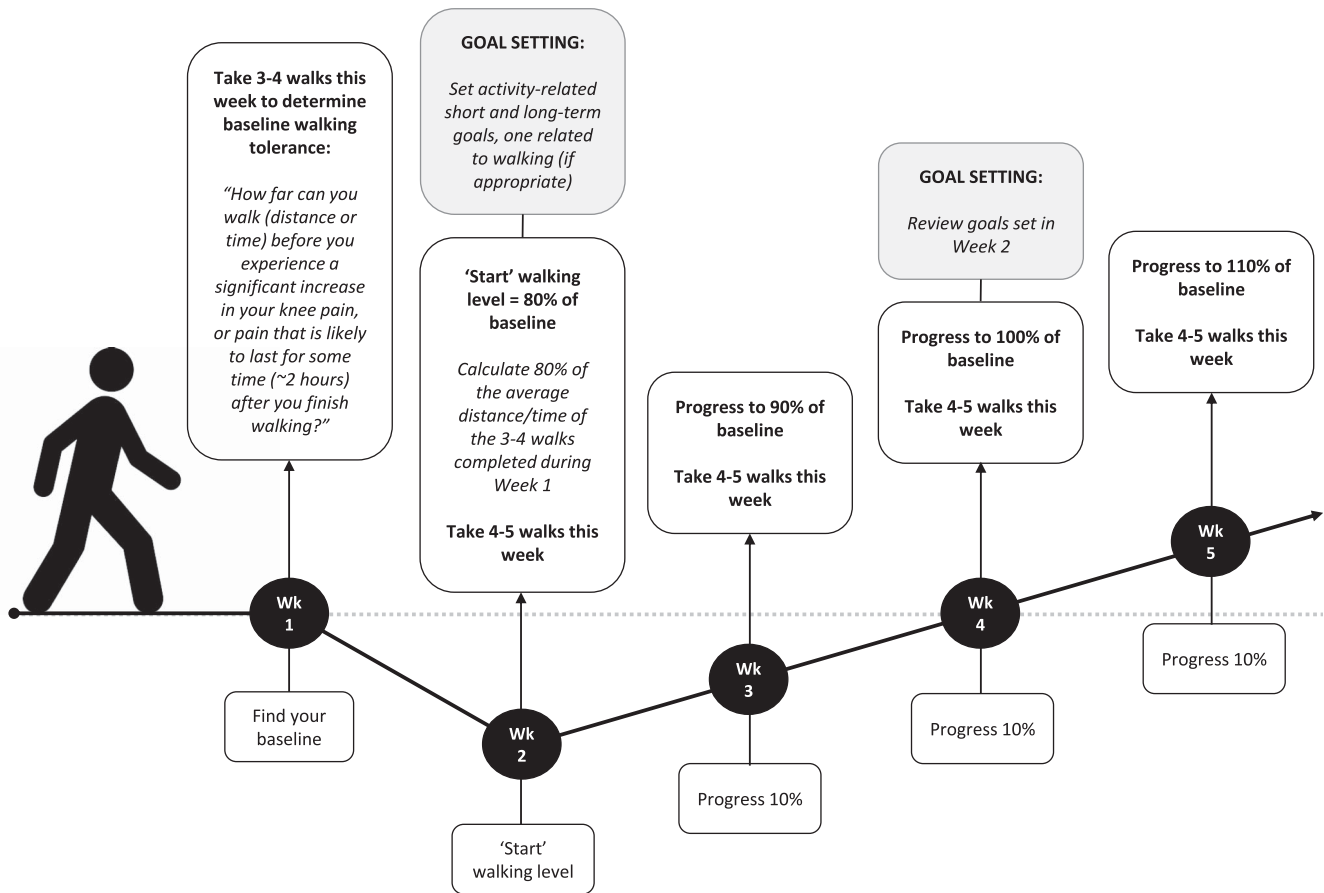 Take 3-4 walks this
week to determine
baseline walking
tolerance:
“How far can you
walk (distance or
time) before you
experience a
significant increase
in your knee pain,
or pain that is likely
to last for some
time (~2 hours)
after you finish
walking?”
Wk
1
Find your
baseline
GOAL SETTING:
Set activity-related
short and long-term
goals, one related
to walking (if
appropriate)
‘Start’ walking
level = 80% of
baseline
Calculate 80% of
the average
distance/time of
the 3-4 walks
completed during
Week 1
Take 4-5 walks this
week
Wk
2
‘Start’
walking level
Progress to 90% of
baseline
Take 4-5 walks this
week
Wk
3
Progress 10%
GOAL SETTING:
Review goals set in
Week 2
Progress to 100% of
baseline
Take 4-5 walks this
week
Wk
4
Progress 10%
Progress to 110% of
baseline
Take 4-5 walks this
week
Wk
5
Progress 10%